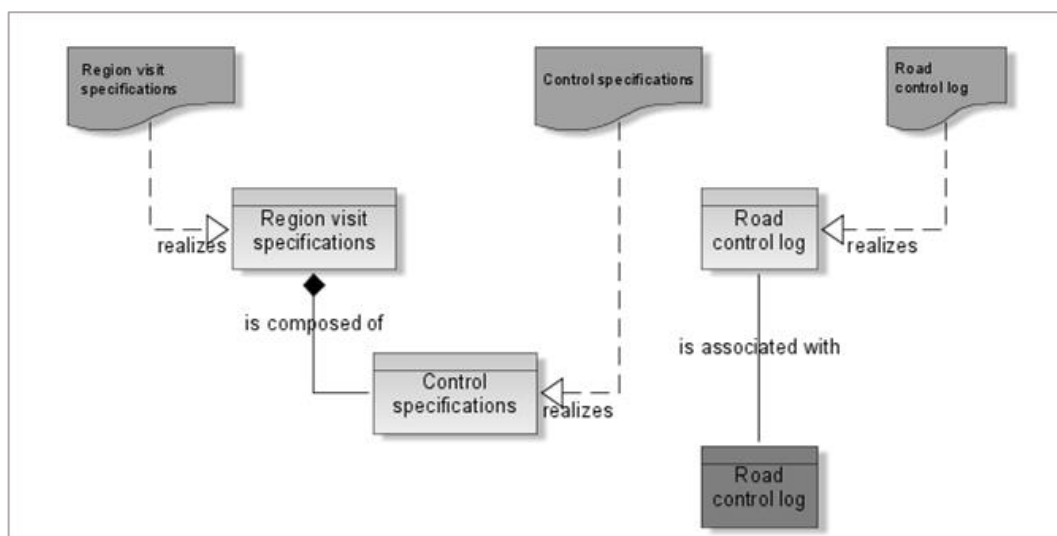 Region visit
specifications
Control specifications
Road
control log
Region visit
specifications
realizes
Road
control log
realizes
is composed of
is associated with
Control
specifications
realizes
Road
control log